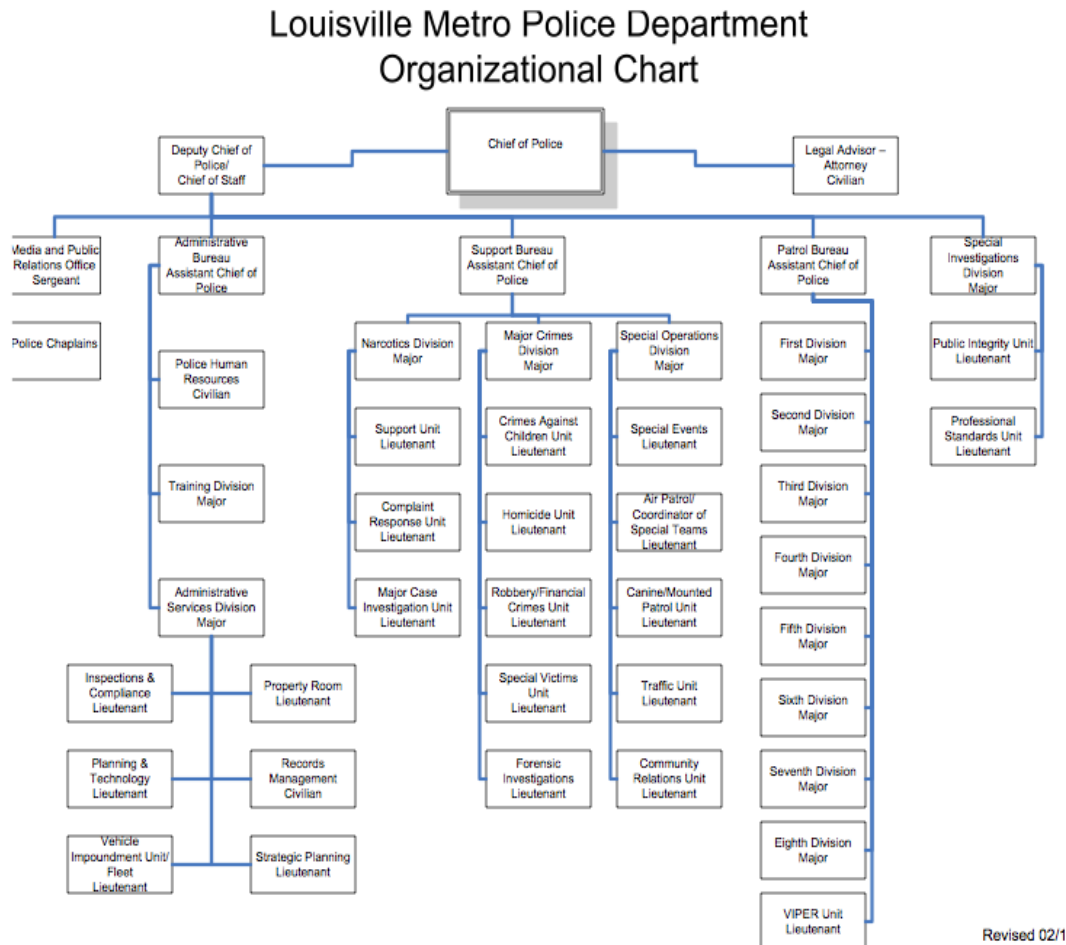 Louisville Metro Police Department
Organizational Chart
Chief of Police
Deputy Chief of
Police/
Chief of Staff
Legal Advisor –
Attorney
Civilian
Media and Public
Relations Office
Sergeant
Administrative
Bureau
Assistant Chief of
Police
Support Bureau
Assistant Chief of
Police
Patrol Bureau
Assistant Chief of
Police
Special
Investigations
Division
Major
Police Chaplains
Police Human
Resources
Civilian
Training Division
Major
Administrative
Services Division
Major
Inspections &
Compliance
Lieutenant
Property Room
Lieutenant
Planning &
Technology
Lieutenant
Records
Management
Civilian
Vehicle
Impoundment Unit/
Fleet
Lieutenant
Strategic Planning
Lieutenant
Narcotics Division
Major
Support Unit
Lieutenant
Complaint
Response Unit
Lieutenant
Major Case
Investigation Unit
Lieutenant
Major Crimes
Division
Major
Crimes Against
Children Unit
Lieutenant
Homicide Unit
Lieutenant
Robbery/Financial
Crimes Unit
Lieutenant
Special Victims
Unit
Lieutenant
Forensic
Investigations
Lieutenant
Special Operations
Division
Major
Special Events
Lieutenant
Air Patrol/
Coordinator of
Special Teams
Lieutenant
Canine/Mounted
Patrol Unit
Lieutenant
Traffic Unit
Lieutenant
Community
Relations Unit
Lieutenant
First Division
Major
Second Division
Major
Third Division
Major
Fourth Division
Major
Fifth Division
Major
Sixth Division
Major
Seventh Division
Major
Eighth Division
Major
VIPER Unit
Lieutenant
Public Integrity Unit
Lieutenant
Professional
Standards Unit
Lieutenant
Revised 02/1